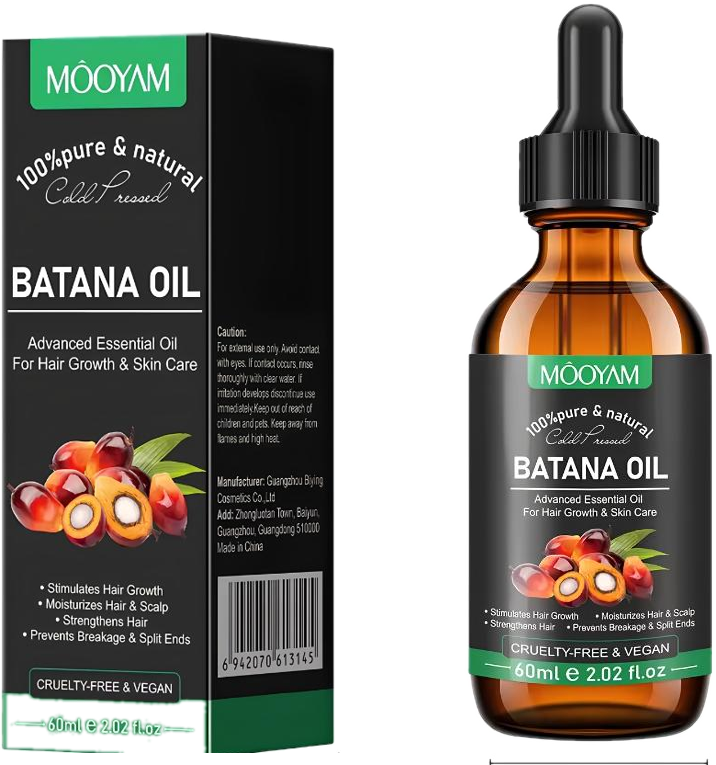 MÔOYAM
100%pure & natural
Cold Pressed
BATANA OIL
Advanced Essential Oil
For Hair Growth & Skin Care
• Stimulates Hair Growth
• Moisturizes Hair & Scalp
• Strengthens Hair
• Prevents Breakage & Split Ends
CRUELTY-FREE & VEGAN
60ml e 2.02 fl.oz
Caution:
For external use only. Avoid contact
with eyes. If contact occurs, rinse
thoroughly with clear water. If
irritation develops discontinue use
immediately.Keep out of reach of
children and pets. Keep away from
flames and high heat.
Manufacturer: Guangzhou Biying
Cosmetics Co.,Ltd
Add: Zhongluotan Town, Baiyun,
Guangzhou, Guangdong 510000
Made in China
6 942070 613145
MÔOYAM
100%pure & natural
Cold Pressed
BATANA OIL
Advanced Essential Oil
For Hair Growth & Skin Care
• Stimulates Hair Growth • Moisturizes Hair & Scalp
• Strengthens Hair • Prevents Breakage & Split Ends
CRUELTY-FREE & VEGAN
60ml e 2.02 fl.oz